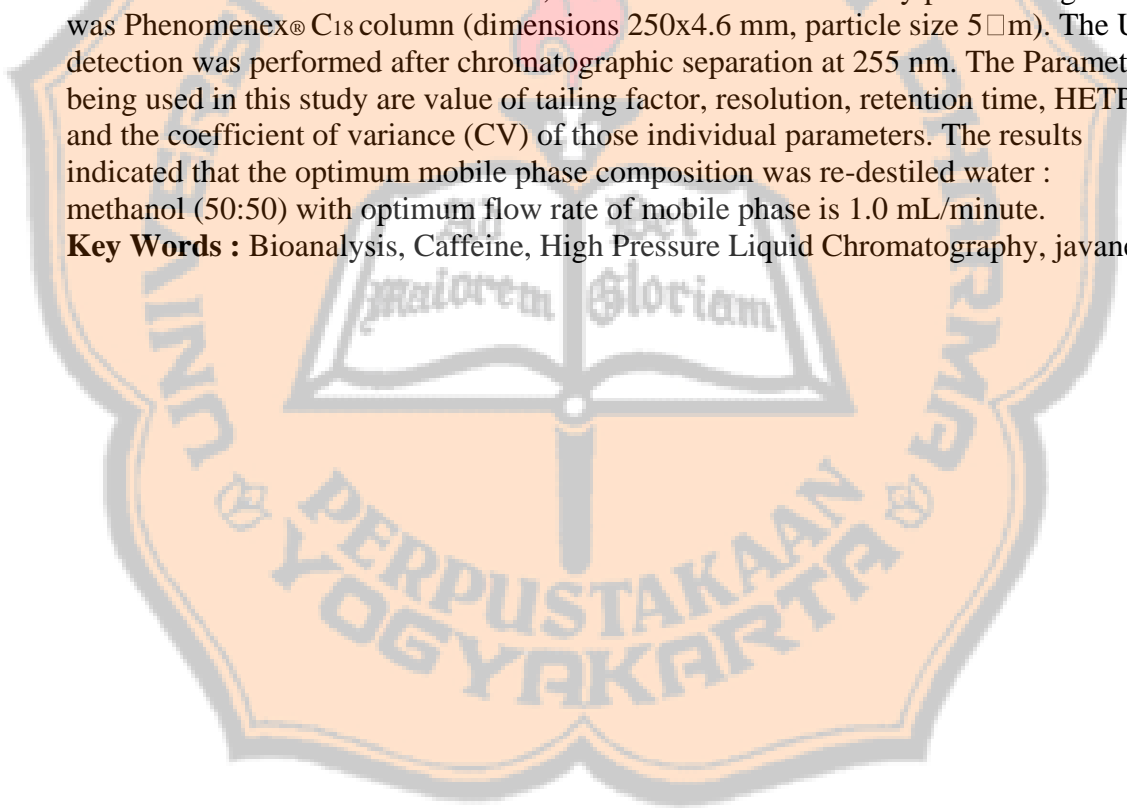 was Phenomenex® C18 column (dimensions 250x4.6 mm, particle size 5□m). The U
detection was performed after chromatographic separation at 255 nm. The Paramet
being used in this study are value of tailing factor, resolution, retention time, HETP
and the coefficient of variance (CV) of those individual parameters. The results
indicated that the optimum mobile phase composition was re-destiled water :
methanol (50:50) with optimum flow rate of mobile phase is 1.0 mL/minute.
Key Words : Bioanalysis, Caffeine, High Pressure Liquid Chromatography, javan
Ad Dei
Maiorem Gloriam
PERPUSTAKAAN
YOGYAKARTA